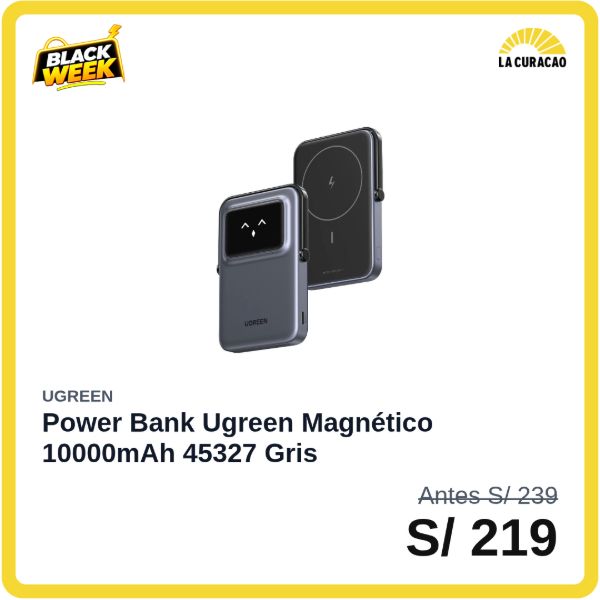 BLACK
WEEK
LA CURACAO
UGREEN
UGREEN
Power Bank Ugreen Magnético
10000mAh 45327 Gris
Antes S/ 239
S/ 219